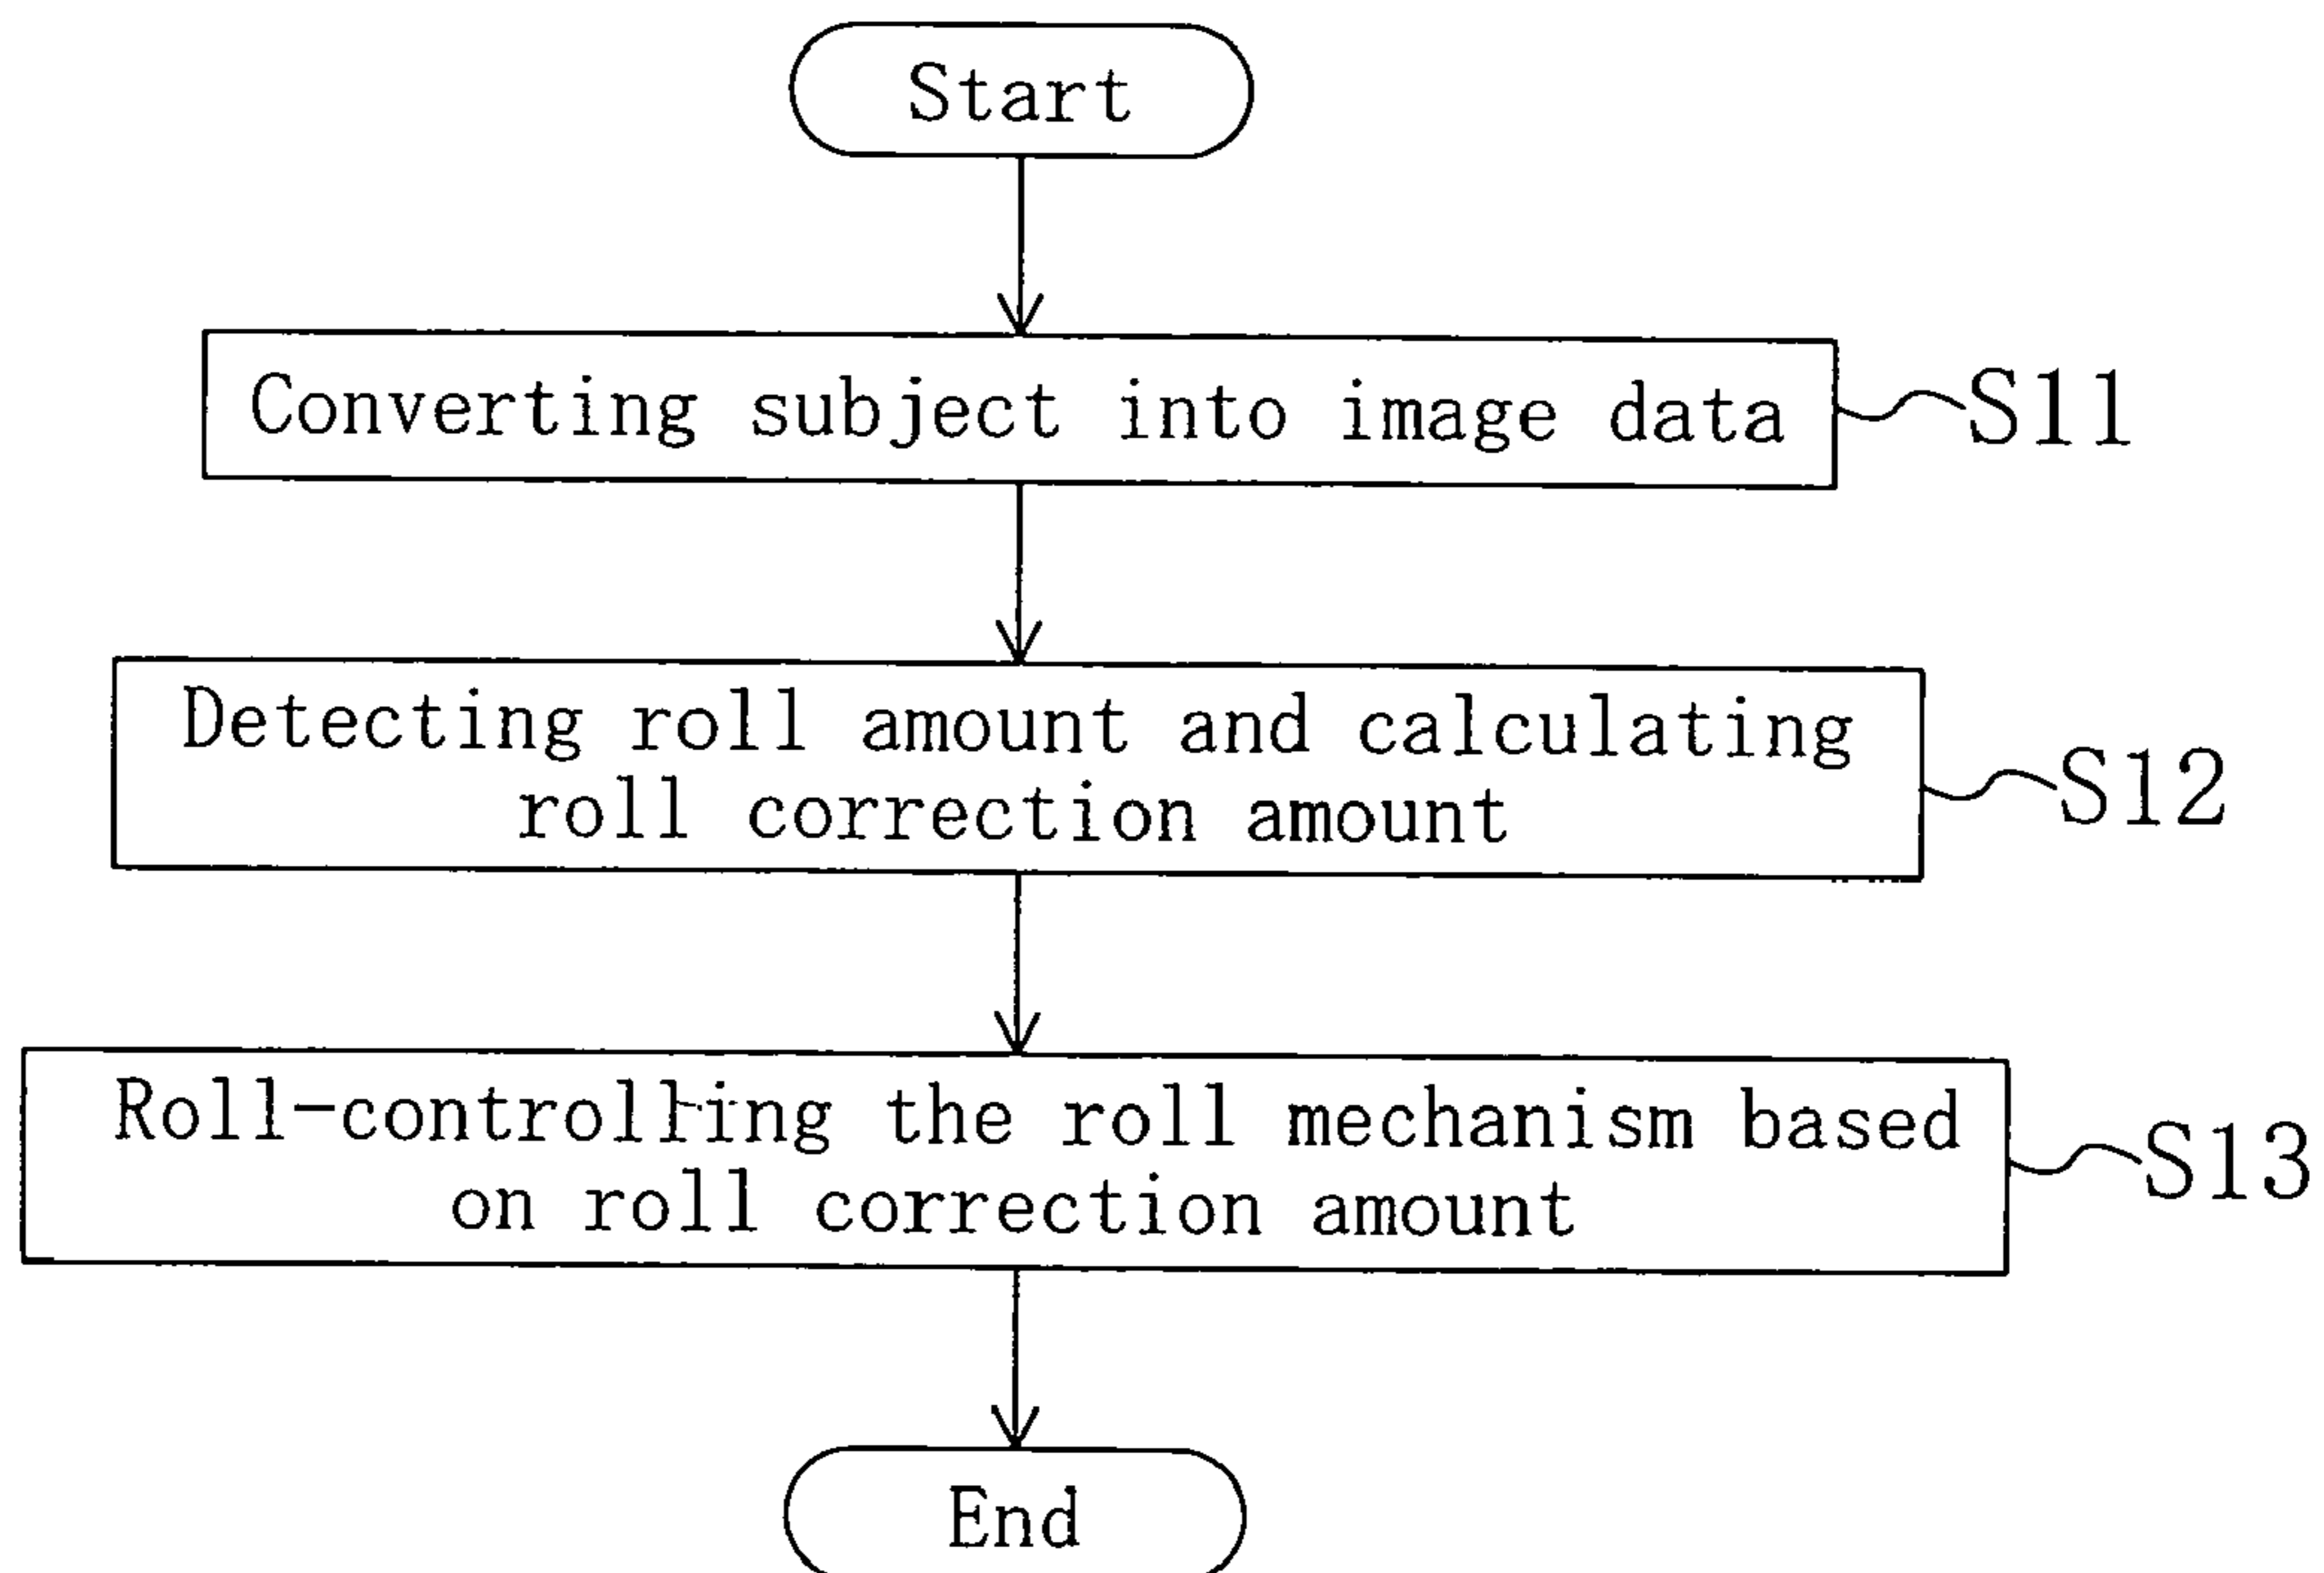 Start
Converting subject into image data
S11
Detecting roll amount and calculating
roll correction amount
S12
Roll-controlling the roll mechanism based
on roll correction amount
S13
End